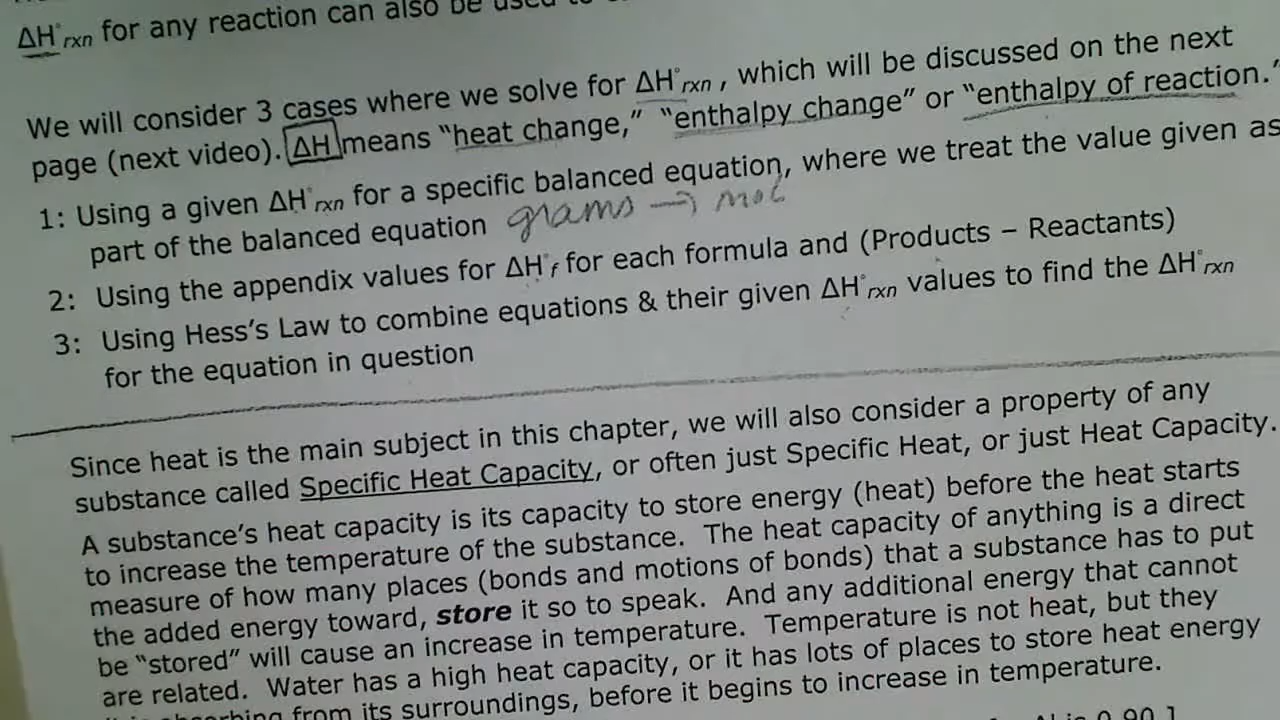 ΔH°rxn for any reaction can also be used to
We will consider 3 cases where we solve for ΔH°rxn , which will be discussed on the next
page (next video). ΔH means “heat change,” “enthalpy change” or “enthalpy of reaction.”
1: Using a given ΔH°rxn for a specific balanced equation, where we treat the value given as
part of the balanced equation grams → mol
2: Using the appendix values for ΔH°f for each formula and (Products – Reactants)
3: Using Hess’s Law to combine equations & their given ΔH°rxn values to find the ΔH°rxn
for the equation in question
Since heat is the main subject in this chapter, we will also consider a property of any
substance called Specific Heat Capacity, or often just Specific Heat, or just Heat Capacity.
A substance’s heat capacity is its capacity to store energy (heat) before the heat starts
to increase the temperature of the substance. The heat capacity of anything is a direct
measure of how many places (bonds and motions of bonds) that a substance has to put
the added energy toward, store it so to speak. And any additional energy that cannot
be “stored” will cause an increase in temperature. Temperature is not heat, but they
are related. Water has a high heat capacity, or it has lots of places to store heat energy
absorbing from its surroundings, before it begins to increase in temperature.
Al is 0.90 J